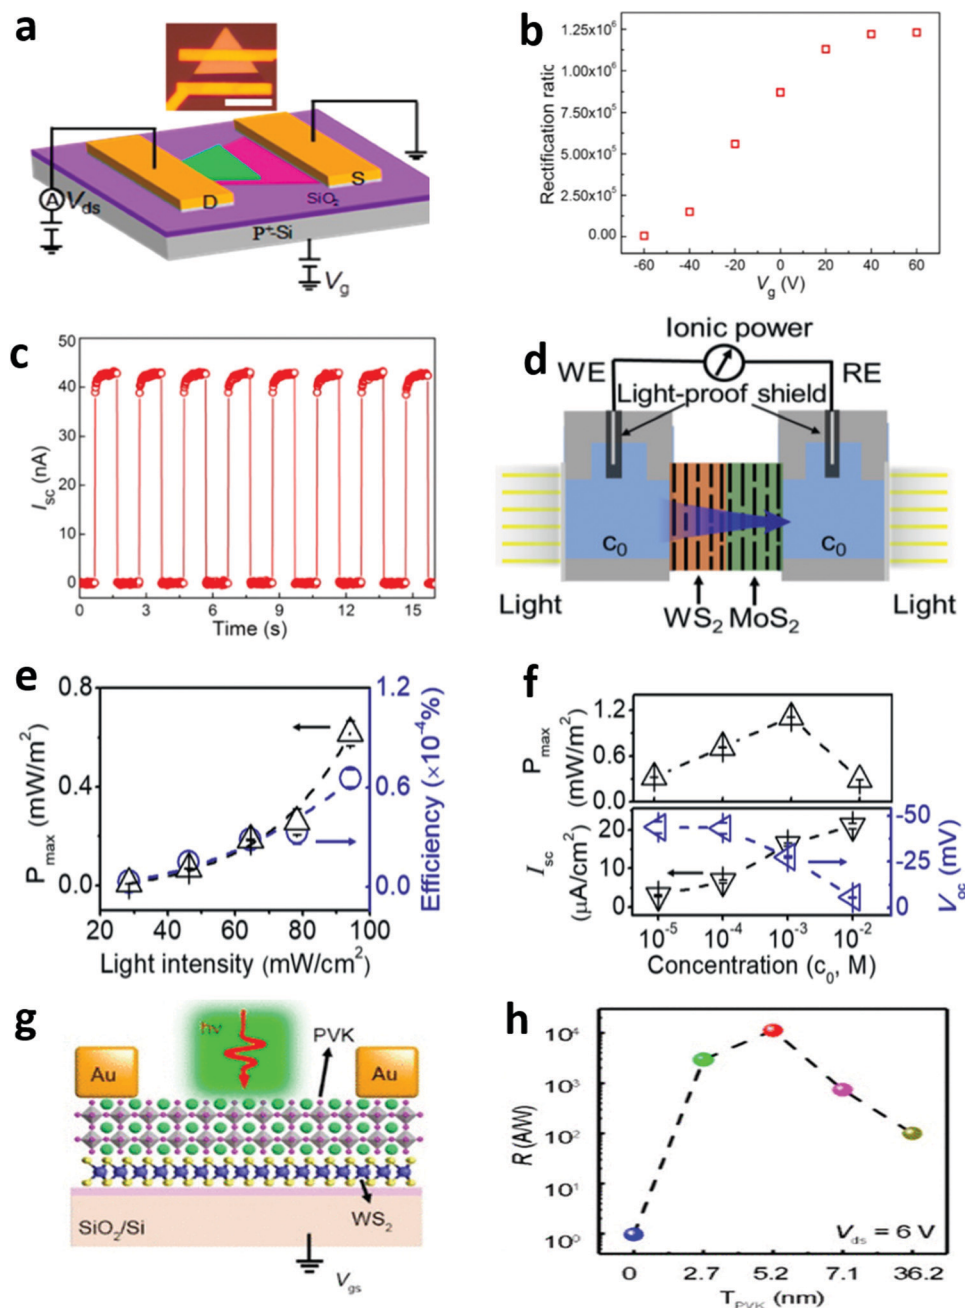 a
A
V_ds
D
S
SiO₂
P⁺-Si
V_g
b
Rectification ratio
1.25x10⁶
1.00x10⁶
7.50x10⁵
5.00x10⁵
2.50x10⁵
0.00
-60 -40 -20 0 20 40 60
V_g (V)
c
I_sc (nA)
50
40
30
20
10
0
0 3 6 9 12 15
Time (s)
d
Ionic power
WE
RE
Light-proof shield
c₀
c₀
Light
WS₂
MoS₂
Light
e
P_max (mW/m²)
0.8
0.4
0.0
1.2
0.6
0.0
Efficiency (×10⁻⁴%)
20 40 60 80 100
Light intensity (mW/cm²)
f
P_max (mW/m²)
1.2
0.6
0.0
I_sc (μA/cm²)
20
10
0
-50
-25
0
V_oc (mV)
10⁻⁵ 10⁻⁴ 10⁻³ 10⁻²
Concentration (c₀, M)
g
hν
PVK
Au
Au
WS₂
SiO₂/Si
V_gs
h
R (A/W)
10⁴
10³
10²
10¹
10⁰
V_ds = 6 V
0 2.7 5.2 7.1 36.2
T_PVK (nm)